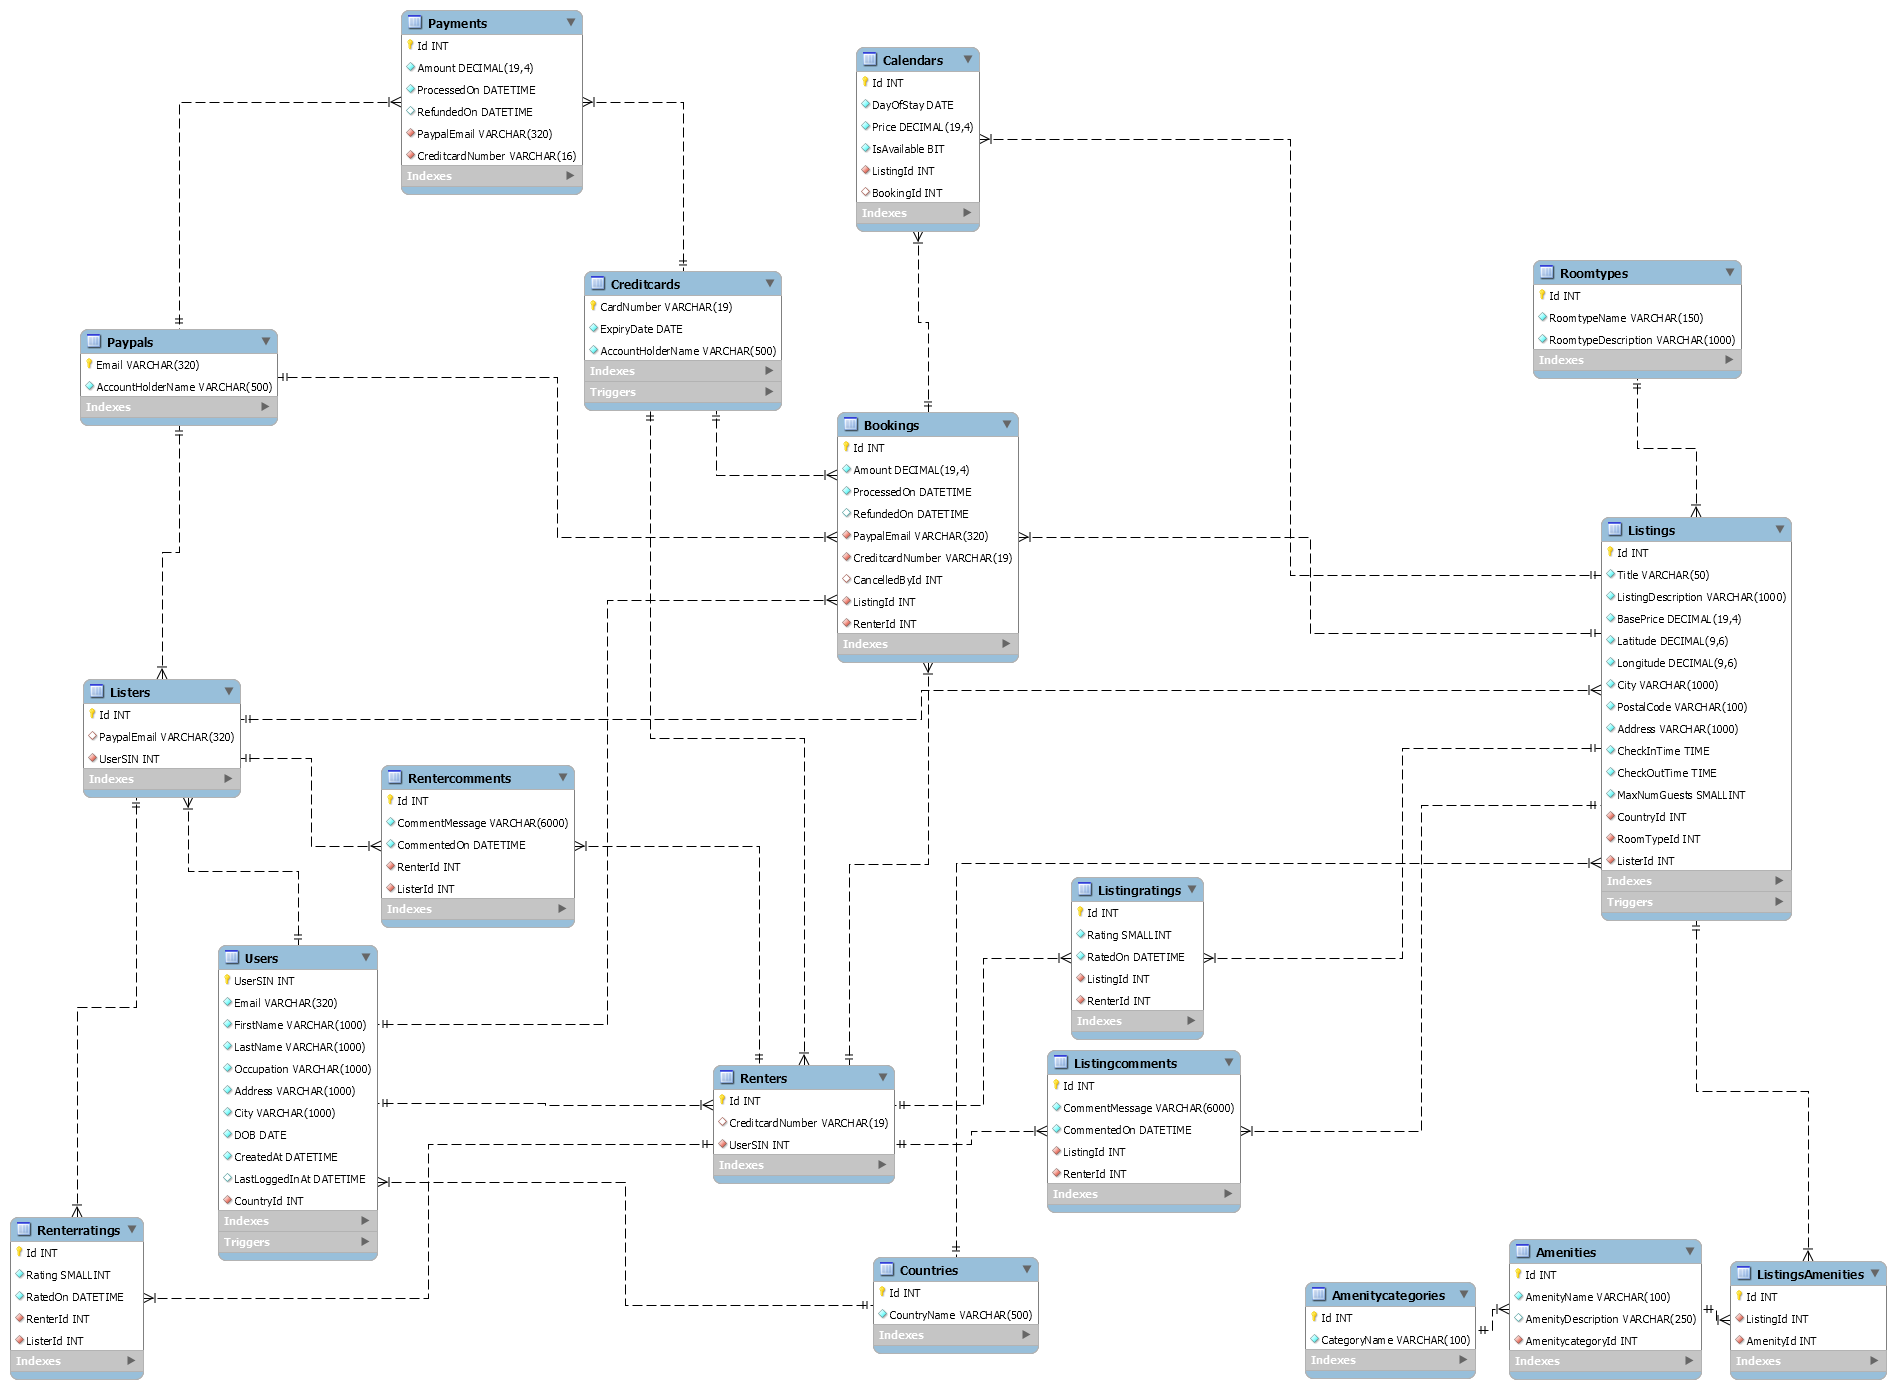 Payments
Id INT
Amount DECIMAL(19,4)
ProcessedOn DATETIME
RefundedOn DATETIME
PaypalEmail VARCHAR(320)
CreditcardNumber VARCHAR(16)
Indexes
Calendars
Id INT
DayOfStay DATE
Price DECIMAL(19,4)
IsAvailable BIT
ListingId INT
BookingId INT
Indexes
Creditcards
CardNumber VARCHAR(19)
ExpiryDate DATE
AccountHolderName VARCHAR(500)
Indexes
Triggers
Roomtypes
Id INT
RoomtypeName VARCHAR(150)
RoomtypeDescription VARCHAR(1000)
Indexes
Paypals
Email VARCHAR(320)
AccountHolderName VARCHAR(500)
Indexes
Bookings
Id INT
Amount DECIMAL(19,4)
ProcessedOn DATETIME
RefundedOn DATETIME
PaypalEmail VARCHAR(320)
CreditcardNumber VARCHAR(19)
CancelledById INT
ListingId INT
RenterId INT
Indexes
Listings
Id INT
Title VARCHAR(50)
ListingDescription VARCHAR(1000)
BasePrice DECIMAL(19,4)
Latitude DECIMAL(9,6)
Longitude DECIMAL(9,6)
City VARCHAR(1000)
PostalCode VARCHAR(100)
Address VARCHAR(1000)
CheckInTime TIME
CheckOutTime TIME
MaxNumGuests SMALLINT
CountryId INT
RoomTypeId INT
ListerId INT
Indexes
Triggers
Listers
Id INT
PaypalEmail VARCHAR(320)
UserSIN INT
Indexes
Rentercomments
Id INT
CommentMessage VARCHAR(6000)
CommentedOn DATETIME
RenterId INT
ListerId INT
Indexes
Listingratings
Id INT
Rating SMALLINT
RatedOn DATETIME
ListingId INT
RenterId INT
Indexes
Users
UserSIN INT
Email VARCHAR(320)
FirstName VARCHAR(1000)
LastName VARCHAR(1000)
Occupation VARCHAR(1000)
Address VARCHAR(1000)
City VARCHAR(1000)
DOB DATE
CreatedAt DATETIME
LastLoggedInAt DATETIME
CountryId INT
Indexes
Triggers
Renters
Id INT
CreditcardNumber VARCHAR(19)
UserSIN INT
Indexes
Listingcomments
Id INT
CommentMessage VARCHAR(6000)
CommentedOn DATETIME
ListingId INT
RenterId INT
Indexes
Renterratings
Id INT
Rating SMALLINT
RatedOn DATETIME
RenterId INT
ListerId INT
Indexes
Countries
Id INT
CountryName VARCHAR(500)
Indexes
Amenitycategories
Id INT
CategoryName VARCHAR(100)
Indexes
Amenities
Id INT
AmenityName VARCHAR(100)
AmenityDescription VARCHAR(250)
AmenitycategoryId INT
Indexes
ListingsAmenities
Id INT
ListingId INT
AmenityId INT
Indexes